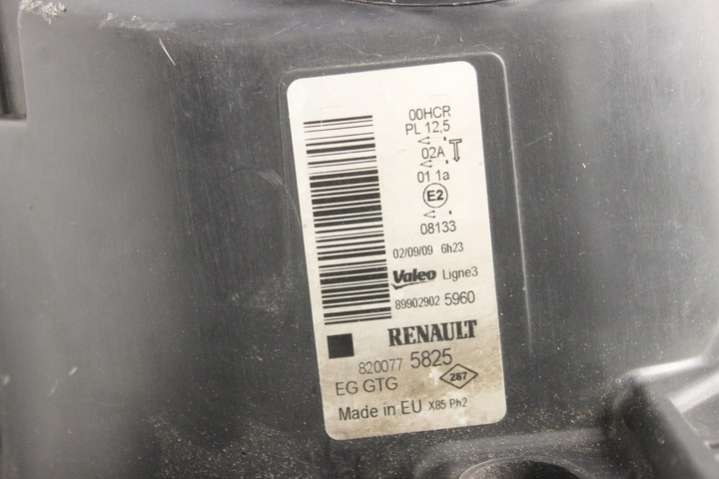 00HCR
PL 12,5
02A
01 1a
E2
08133
02/09/09 6h23
Valeo Ligne3
89902902 5960
RENAULT
820077 5825
EG GTG 267
Made in EU X85 Ph2